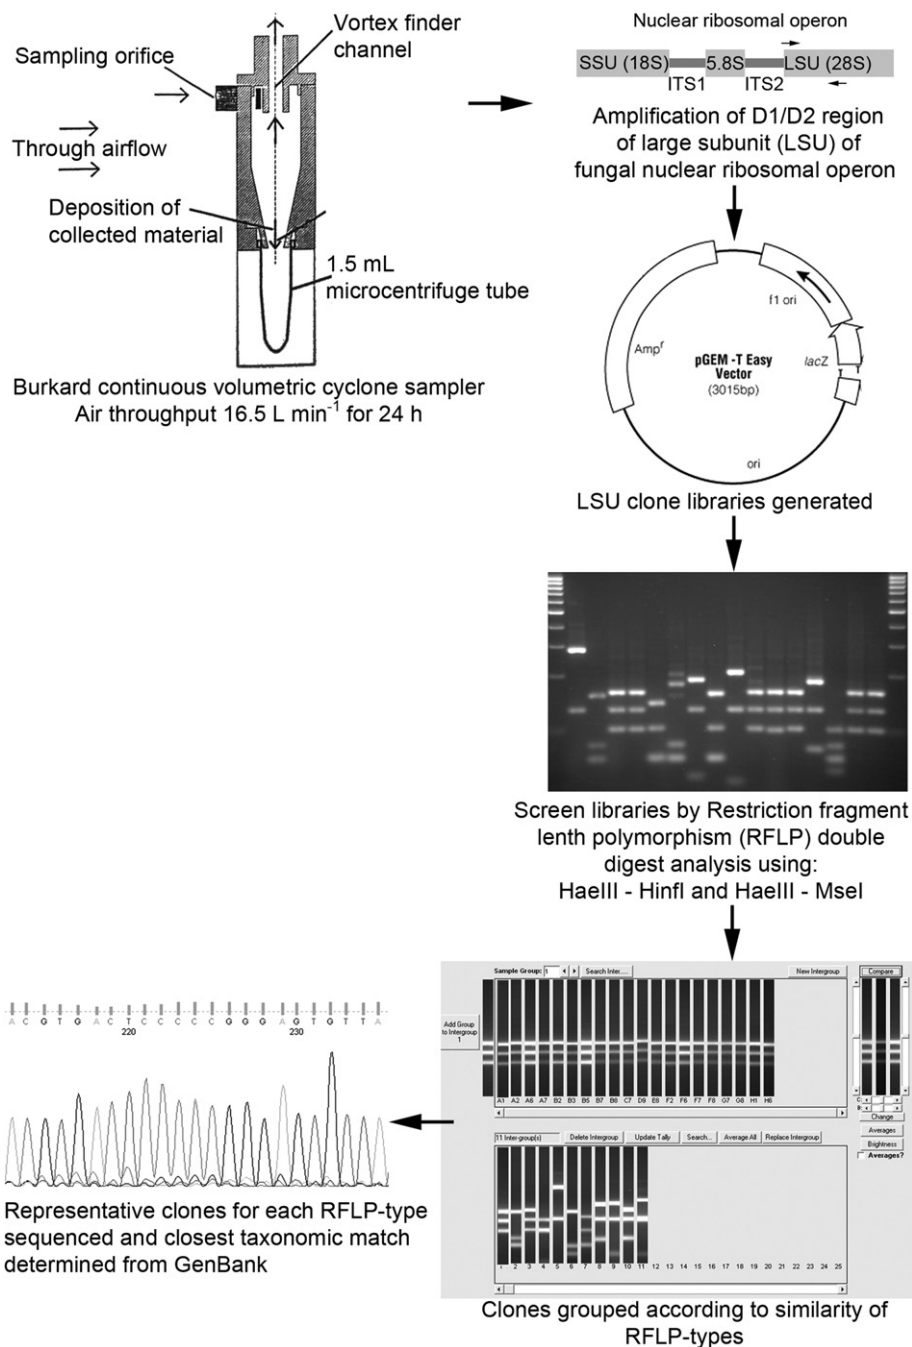 Vortex finder
channel
Sampling orifice
Through airflow
Deposition of
collected material
1.5 mL
microcentrifuge tube
Burkard continuous volumetric cyclone sampler
Air throughput 16.5 L min⁻¹ for 24 h
Nuclear ribosomal operon
SSU (18S) 5.8S LSU (28S)
ITS1 ITS2
Amplification of D1/D2 region
of large subunit (LSU) of
fungal nuclear ribosomal operon
f1 ori
Ampʳ
lacZ
pGEM -T Easy
Vector
(3015bp)
ori
LSU clone libraries generated
Screen libraries by Restriction fragment
lenth polymorphism (RFLP) double
digest analysis using:
HaeIII - HinfI and HaeIII - MseI
Sample Group: 1 Search Inter.... New Intergroup Compare
Add Group
to Intergroup
1
A1 A2 A6 A7 B2 B3 B5 B7 B8 C7 D9 E8 F2 F6 F7 F8 G7 G8 H1 H6
Change
Averages
Brightness
Averages?
11 Inter-group(s) Delete Intergroup Update Tally Search... Average All Replace Intergroup
2 3 4 5 6 7 8 9 10 11 12 13 14 15 16 17 18 19 20 21 22 23 24 25
Clones grouped according to similarity of
RFLP-types
A C G T G A C T C C C C C G G G A G T G T T A
220 230
Representative clones for each RFLP-type
sequenced and closest taxonomic match
determined from GenBank